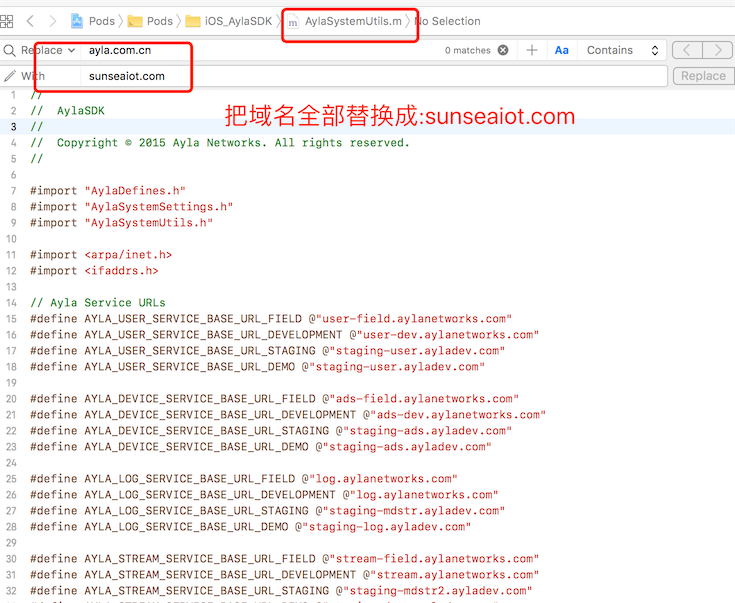 Pods Pods iOS_AylaSDK AylaSystemUtils.m No Selection
Replace ayla.com.cn 0 matches Aa Contains
With sunseaiot.com Replace
把域名全部替换成:sunseaiot.com
1 //
2 //  AylaSDK
3 //
4 //  Copyright © 2015 Ayla Networks. All rights reserved.
5 //
6
7 #import "AylaDefines.h"
8 #import "AylaSystemSettings.h"
9 #import "AylaSystemUtils.h"
10
11 #import <arpa/inet.h>
12 #import <ifaddrs.h>
13
14 // Ayla Service URLs
15 #define AYLA_USER_SERVICE_BASE_URL_FIELD @"user-field.aylanetworks.com"
16 #define AYLA_USER_SERVICE_BASE_URL_DEVELOPMENT @"user-dev.aylanetworks.com"
17 #define AYLA_USER_SERVICE_BASE_URL_STAGING @"staging-user.ayladev.com"
18 #define AYLA_USER_SERVICE_BASE_URL_DEMO @"staging-user.ayladev.com"
19
20 #define AYLA_DEVICE_SERVICE_BASE_URL_FIELD @"ads-field.aylanetworks.com"
21 #define AYLA_DEVICE_SERVICE_BASE_URL_DEVELOPMENT @"ads-dev.aylanetworks.com"
22 #define AYLA_DEVICE_SERVICE_BASE_URL_STAGING @"staging-ads.ayladev.com"
23 #define AYLA_DEVICE_SERVICE_BASE_URL_DEMO @"staging-ads.ayladev.com"
24
25 #define AYLA_LOG_SERVICE_BASE_URL_FIELD @"log.aylanetworks.com"
26 #define AYLA_LOG_SERVICE_BASE_URL_DEVELOPMENT @"log.aylanetworks.com"
27 #define AYLA_LOG_SERVICE_BASE_URL_STAGING @"staging-mdstr.ayladev.com"
28 #define AYLA_LOG_SERVICE_BASE_URL_DEMO @"staging-log.ayladev.com"
29
30 #define AYLA_STREAM_SERVICE_BASE_URL_FIELD @"stream-field.aylanetworks.com"
31 #define AYLA_STREAM_SERVICE_BASE_URL_DEVELOPMENT @"stream.aylanetworks.com"
32 #define AYLA_STREAM_SERVICE_BASE_URL_STAGING @"staging-mdstr2.ayladev.com"